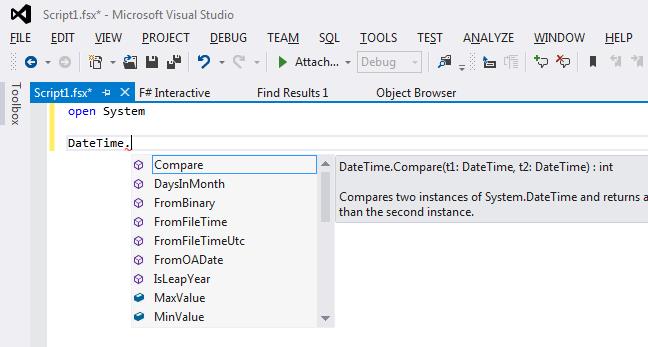 Script1.fsx* - Microsoft Visual Studio
FILE EDIT VIEW PROJECT DEBUG TEAM SQL TOOLS TEST ANALYZE WINDOW HELP
Attach... Debug
Toolbox
Script1.fsx* F# Interactive Find Results 1 Object Browser
open System
DateTime.
Compare
DaysInMonth
FromBinary
FromFileTime
FromFileTimeUtc
FromOADate
IsLeapYear
MaxValue
MinValue
DateTime.Compare(t1: DateTime, t2: DateTime) : int
Compares two instances of System.DateTime and returns a
than the second instance.